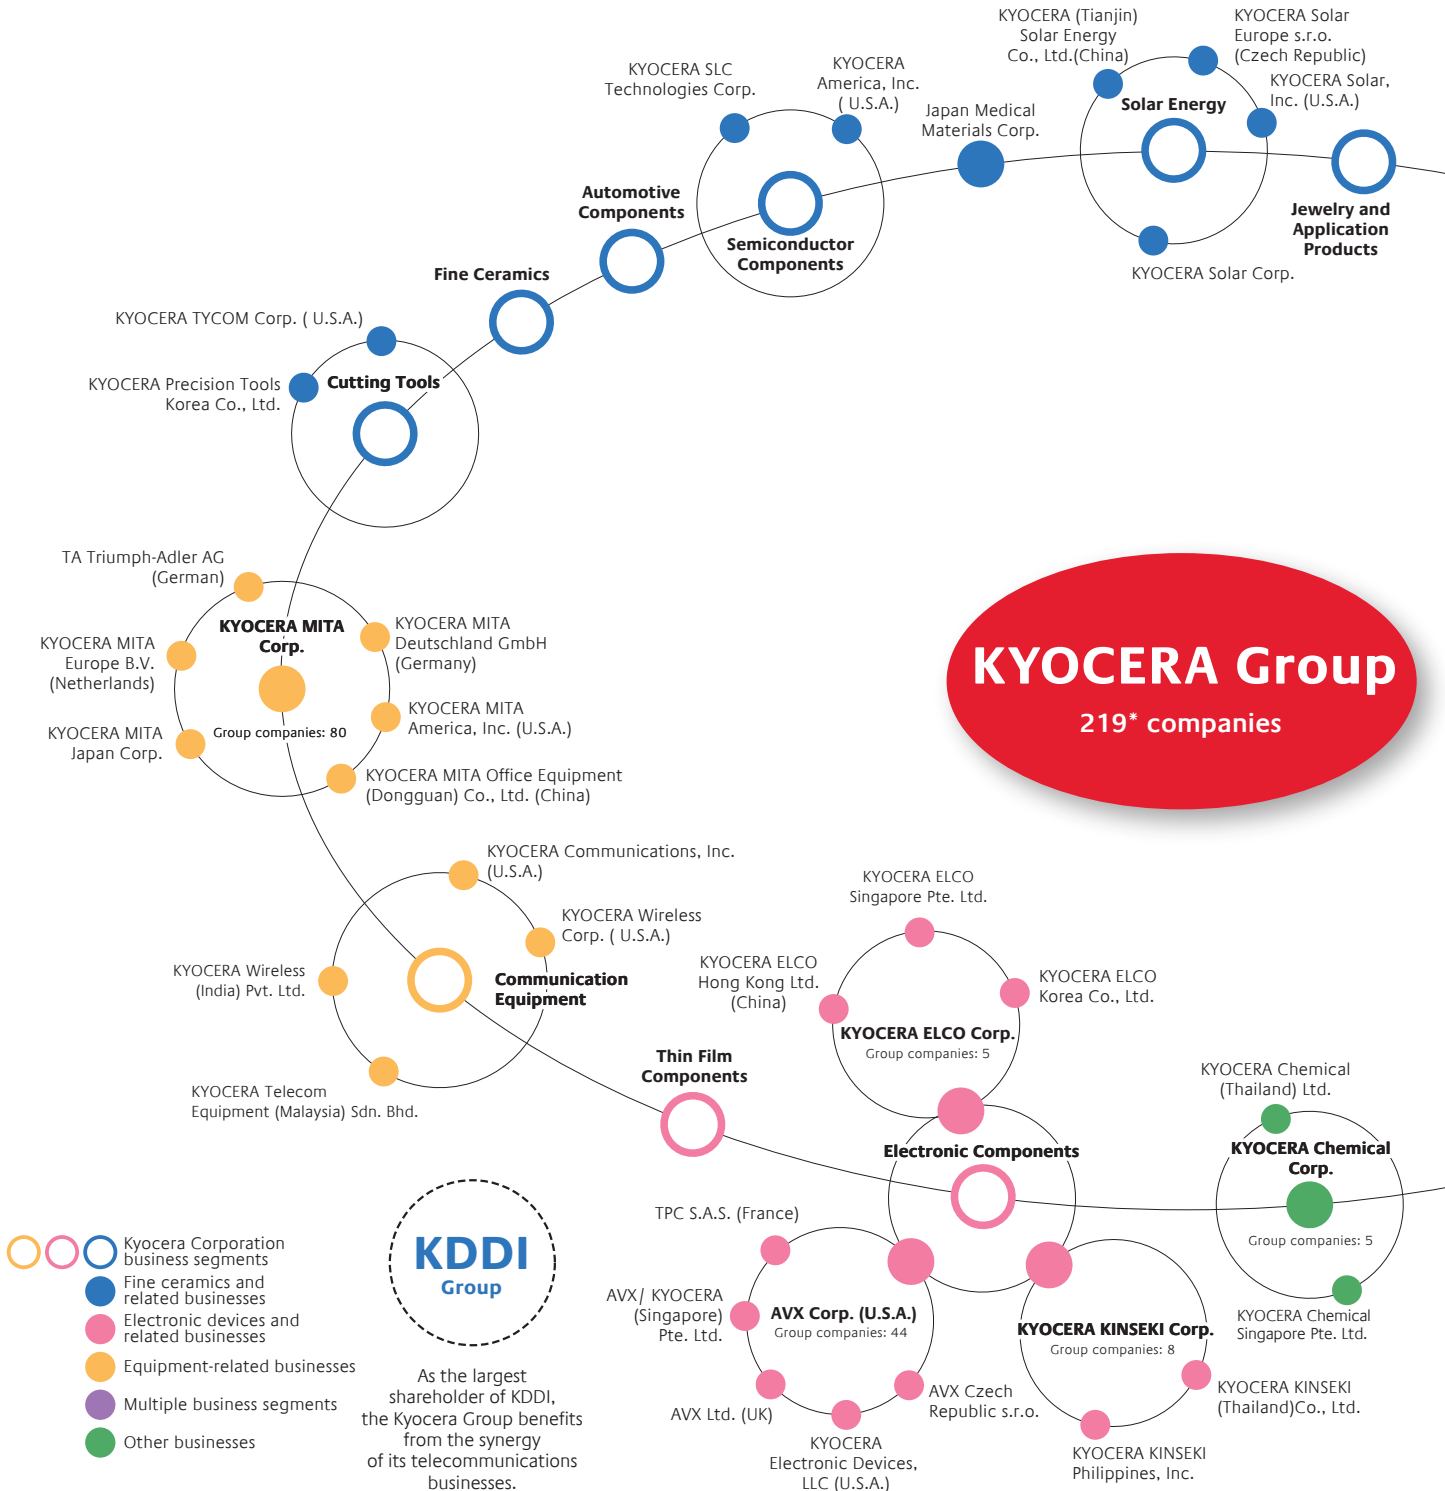 KYOCERA (Tianjin)
Solar Energy
Co., Ltd.(China)
KYOCERA Solar
Europe s.r.o.
(Czech Republic)
KYOCERA Solar,
Inc. (U.S.A.)
Solar Energy
KYOCERA Solar Corp.
Jewelry and
Application
Products
Japan Medical
Materials Corp.
KYOCERA SLC
Technologies Corp.
KYOCERA
America, Inc.
( U.S.A.)
Semiconductor
Components
Automotive
Components
Fine Ceramics
KYOCERA TYCOM Corp. ( U.S.A.)
KYOCERA Precision Tools
Korea Co., Ltd.
Cutting Tools
TA Triumph-Adler AG
(German)
KYOCERA MITA
Europe B.V.
(Netherlands)
KYOCERA MITA
Japan Corp.
KYOCERA MITA
Corp.
Group companies: 80
KYOCERA MITA
Deutschland GmbH
(Germany)
KYOCERA MITA
America, Inc. (U.S.A.)
KYOCERA MITA Office Equipment
(Dongguan) Co., Ltd. (China)
KYOCERA Group
219* companies
KYOCERA Communications, Inc.
(U.S.A.)
KYOCERA Wireless
Corp. ( U.S.A.)
KYOCERA Wireless
(India) Pvt. Ltd.
Communication
Equipment
KYOCERA Telecom
Equipment (Malaysia) Sdn. Bhd.
Thin Film
Components
KYOCERA ELCO
Singapore Pte. Ltd.
KYOCERA ELCO
Hong Kong Ltd.
(China)
KYOCERA ELCO
Korea Co., Ltd.
KYOCERA ELCO Corp.
Group companies: 5
Electronic Components
KYOCERA Chemical
(Thailand) Ltd.
KYOCERA Chemical
Corp.
Group companies: 5
KYOCERA Chemical
Singapore Pte. Ltd.
TPC S.A.S. (France)
AVX/ KYOCERA
(Singapore)
Pte. Ltd.
AVX Corp. (U.S.A.)
Group companies: 44
AVX Ltd. (UK)
KYOCERA
Electronic Devices,
LLC (U.S.A.)
AVX Czech
Republic s.r.o.
KYOCERA KINSEKI Corp.
Group companies: 8
KYOCERA KINSEKI
(Thailand)Co., Ltd.
KYOCERA KINSEKI
Philippines, Inc.
Kyocera Corporation
business segments
Fine ceramics and
related businesses
Electronic devices and
related businesses
Equipment-related businesses
Multiple business segments
Other businesses
KDDI
Group
As the largest
shareholder of KDDI,
the Kyocera Group benefits
from the synergy
of its telecommunications
businesses.